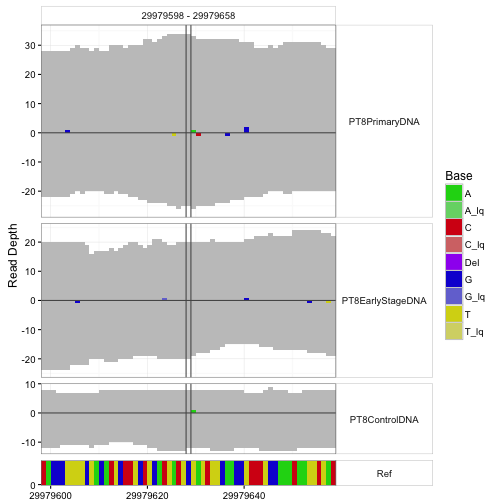 29979598 - 29979658
30
20
10
0
-10
-20
PT8PrimaryDNA
20
10
0
-10
-20
PT8EarlyStageDNA
10
0
-10
PT8ControlDNA
0
Ref
29979600
29979620
29979640
Read Depth
Base
A
A_lq
C
C_lq
Del
G
G_lq
T
T_lq